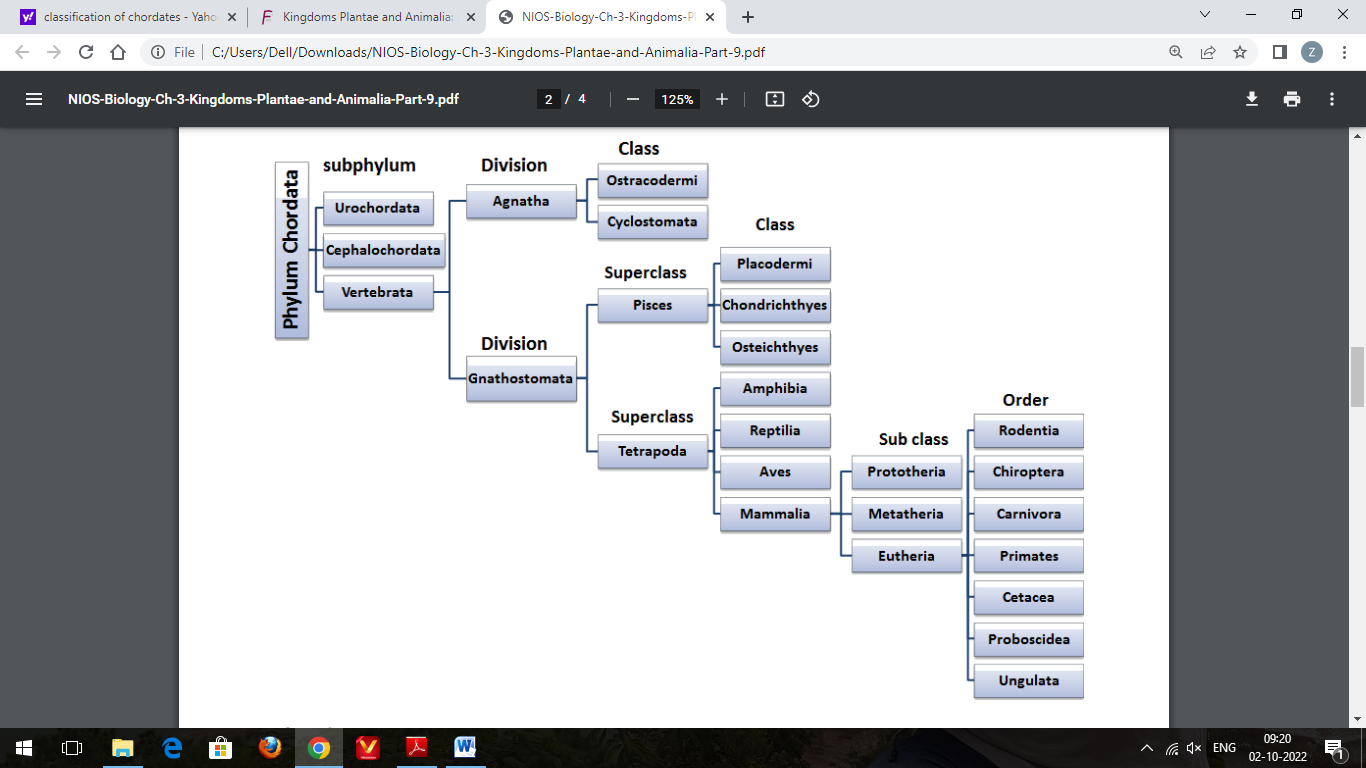 classification of chordates - Yaho
Kingdoms Plantae and Animalia:
NIOS-Biology-Ch-3-Kingdoms-Pl
File
C:/Users/Dell/Downloads/NIOS-Biology-Ch-3-Kingdoms-Plantae-and-Animalia-Part-9.pdf
Z
NIOS-Biology-Ch-3-Kingdoms-Plantae-and-Animalia-Part-9.pdf
2 / 4
125%
Phylum Chordata
subphylum
Urochordata
Cephalochordata
Vertebrata
Division
Agnatha
Class
Ostracodermi
Cyclostomata
Division
Gnathostomata
Superclass
Pisces
Class
Placodermi
Chondrichthyes
Osteichthyes
Superclass
Tetrapoda
Amphibia
Reptilia
Aves
Mammalia
Sub class
Prototheria
Metatheria
Eutheria
Order
Rodentia
Chiroptera
Carnivora
Primates
Cetacea
Proboscidea
Ungulata
ENG
09:20
02-10-2022
1